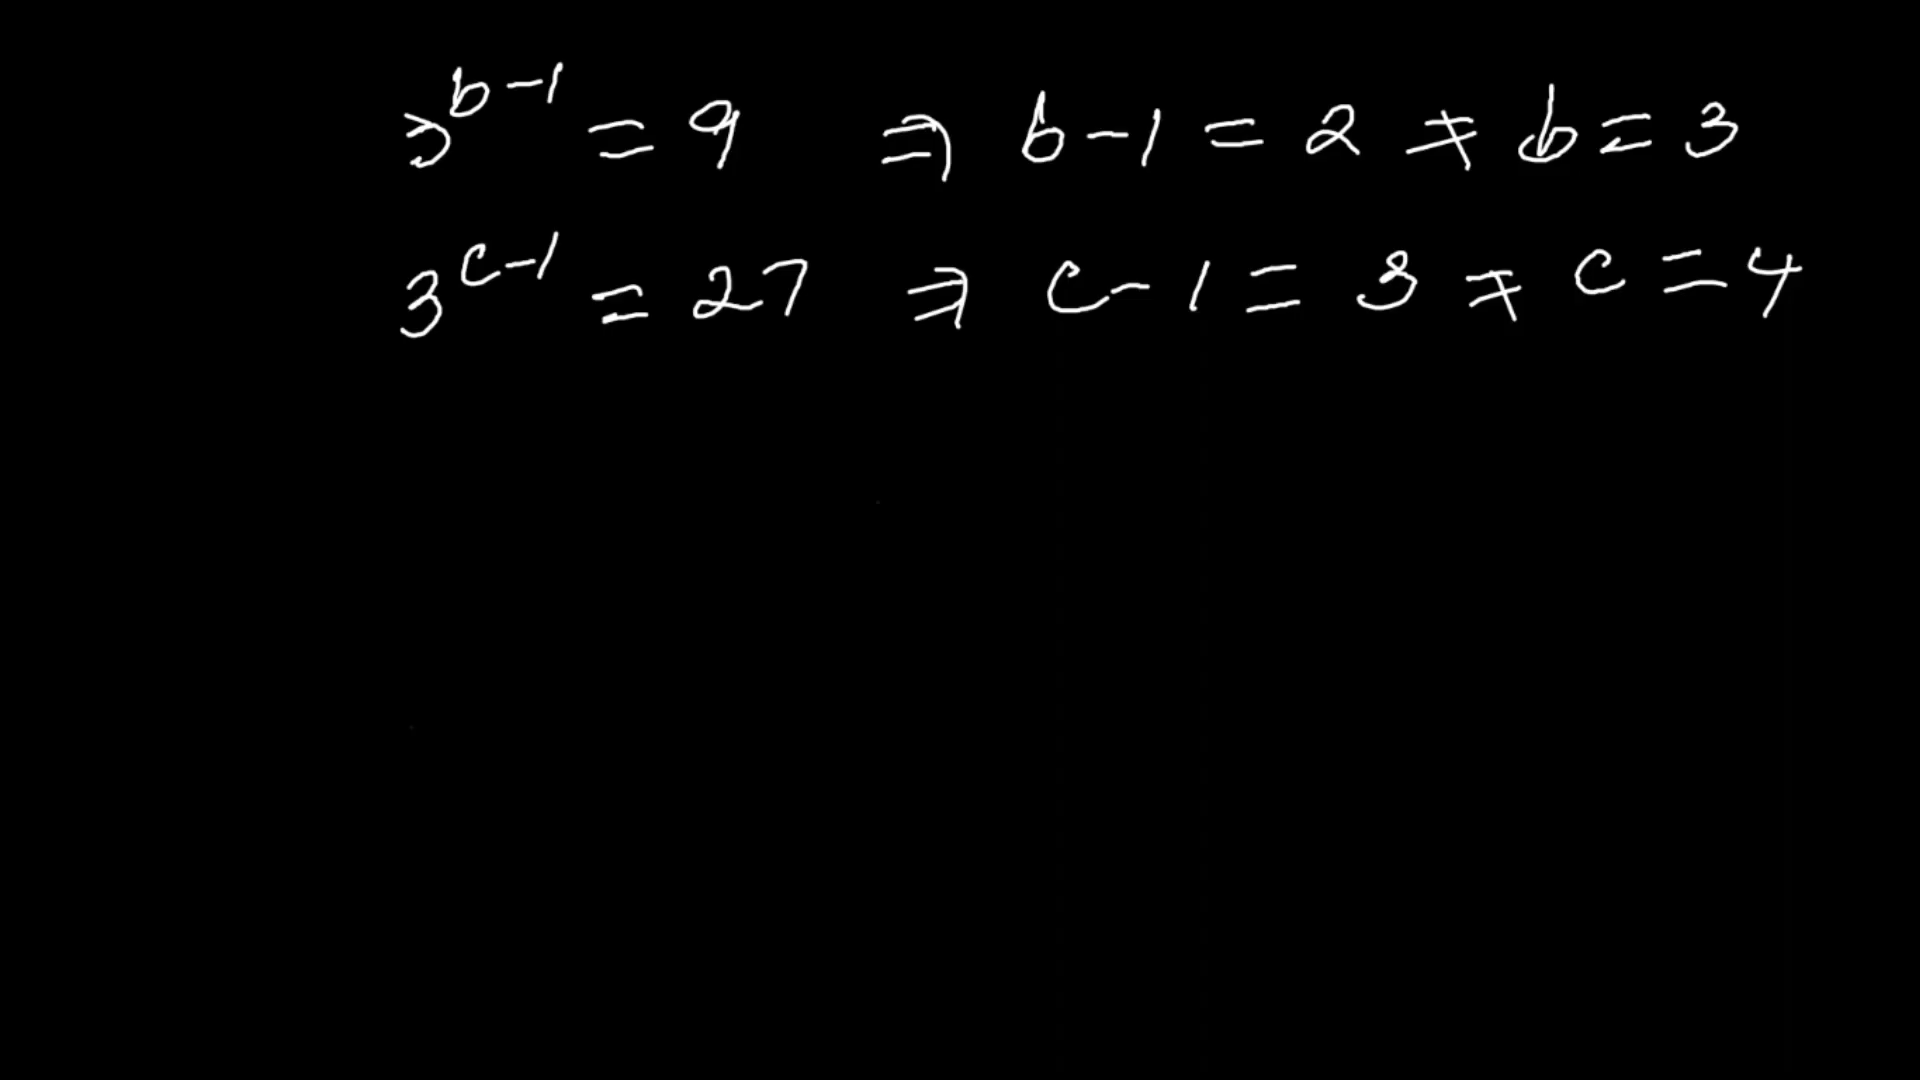 3^{b-1} = 9 ⇒ b-1 = 2 ⇒ b = 3
3^{c-1} = 27 ⇒ c-1 = 3 ⇒ c = 4